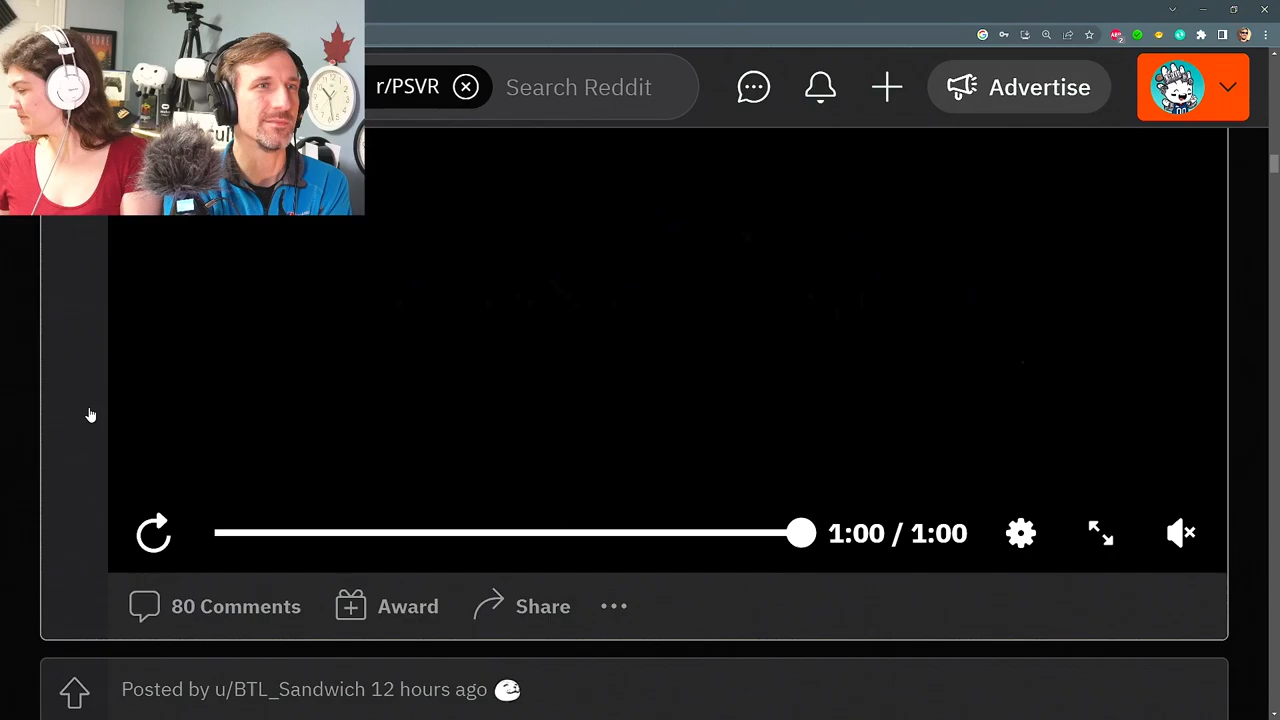 r/PSVR
Search Reddit
Advertise
1:00 / 1:00
80 Comments
Award
Share
Posted by u/BTL_Sandwich 12 hours ago